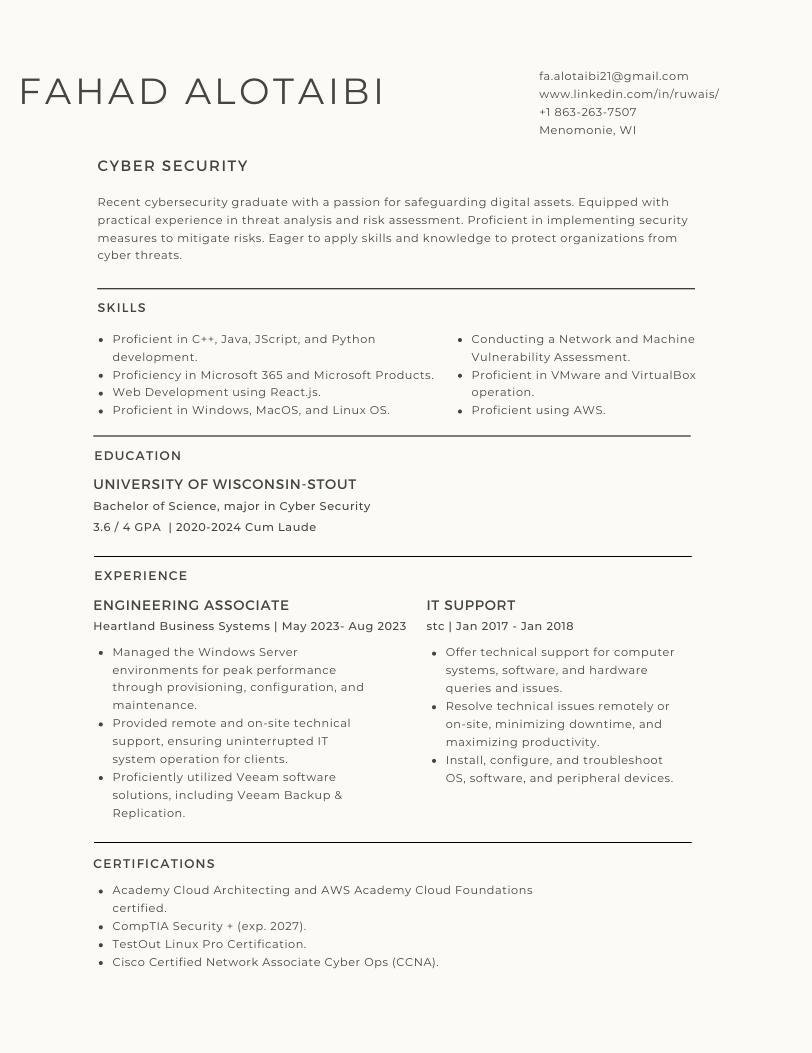 FAHAD ALOTAIBI
fa.alotaibi21@gmail.com
www.linkedin.com/in/ruwais/
+1 863-263-7507
Menomonie, WI
CYBER SECURITY
Recent cybersecurity graduate with a passion for safeguarding digital assets. Equipped with
practical experience in threat analysis and risk assessment. Proficient in implementing security
measures to mitigate risks. Eager to apply skills and knowledge to protect organizations from
cyber threats.
SKILLS
• Proficient in C++, Java, JScript, and Python
development.
• Proficiency in Microsoft 365 and Microsoft Products.
• Web Development using React.js.
• Proficient in Windows, MacOS, and Linux OS.
• Conducting a Network and Machine
Vulnerability Assessment.
• Proficient in VMware and VirtualBox
operation.
• Proficient using AWS.
EDUCATION
UNIVERSITY OF WISCONSIN-STOUT
Bachelor of Science, major in Cyber Security
3.6 / 4 GPA | 2020-2024 Cum Laude
EXPERIENCE
ENGINEERING ASSOCIATE
Heartland Business Systems | May 2023- Aug 2023
• Managed the Windows Server
environments for peak performance
through provisioning, configuration, and
maintenance.
• Provided remote and on-site technical
support, ensuring uninterrupted IT
system operation for clients.
• Proficiently utilized Veeam software
solutions, including Veeam Backup &
Replication.
IT SUPPORT
stc | Jan 2017 - Jan 2018
• Offer technical support for computer
systems, software, and hardware
queries and issues.
• Resolve technical issues remotely or
on-site, minimizing downtime, and
maximizing productivity.
• Install, configure, and troubleshoot
OS, software, and peripheral devices.
CERTIFICATIONS
• Academy Cloud Architecting and AWS Academy Cloud Foundations
certified.
• CompTIA Security + (exp. 2027).
• TestOut Linux Pro Certification.
• Cisco Certified Network Associate Cyber Ops (CCNA).